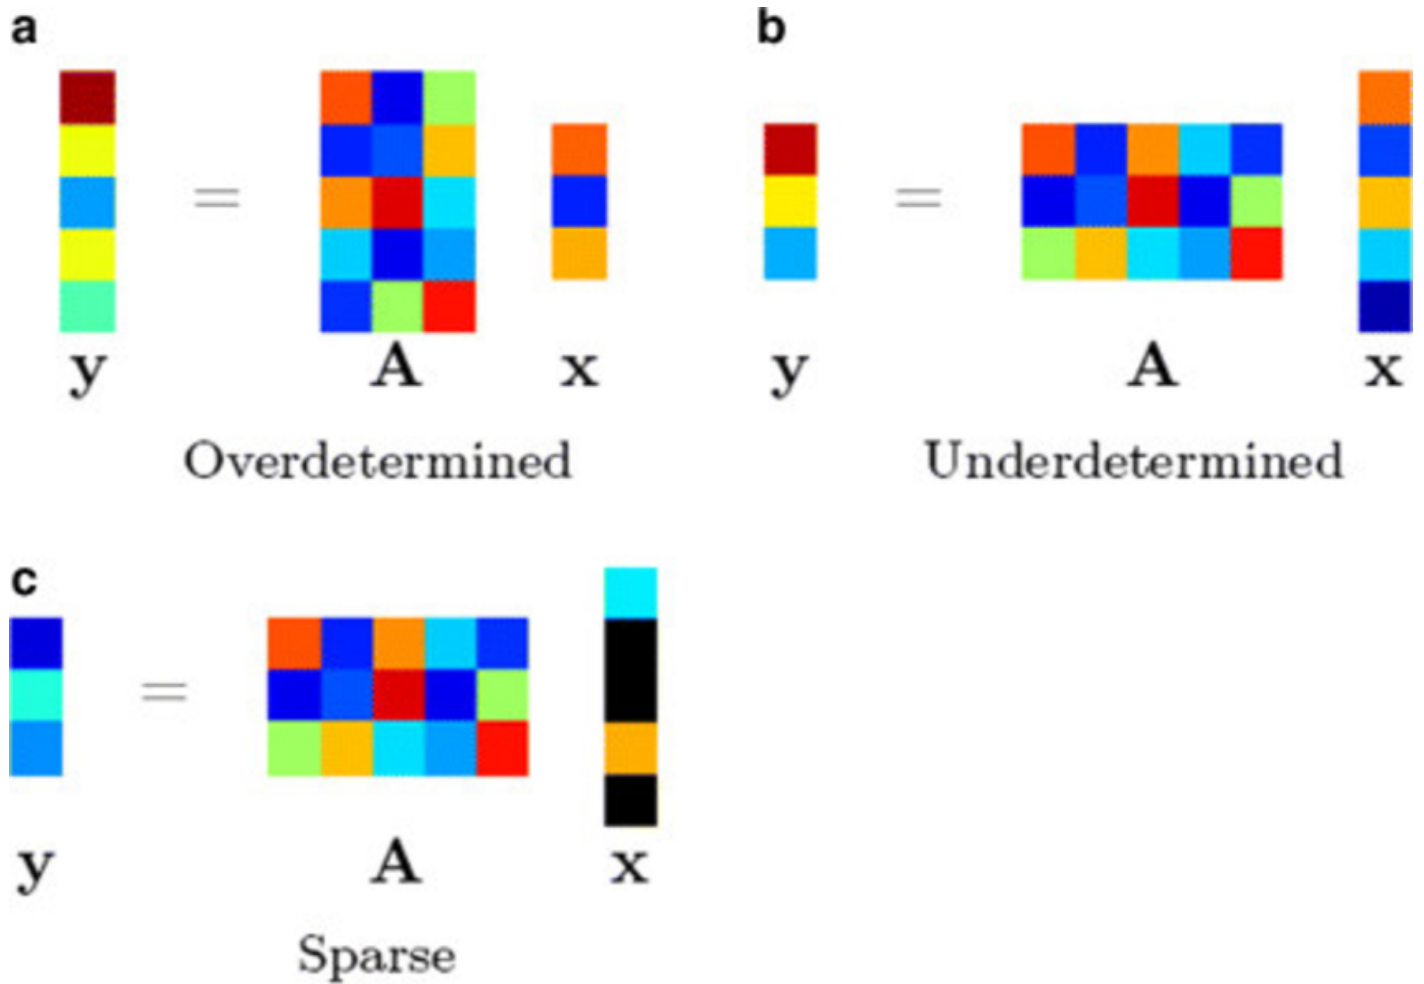 a
y = A x
Overdetermined
b
y = A x
Underdetermined
c
y = A x
Sparse